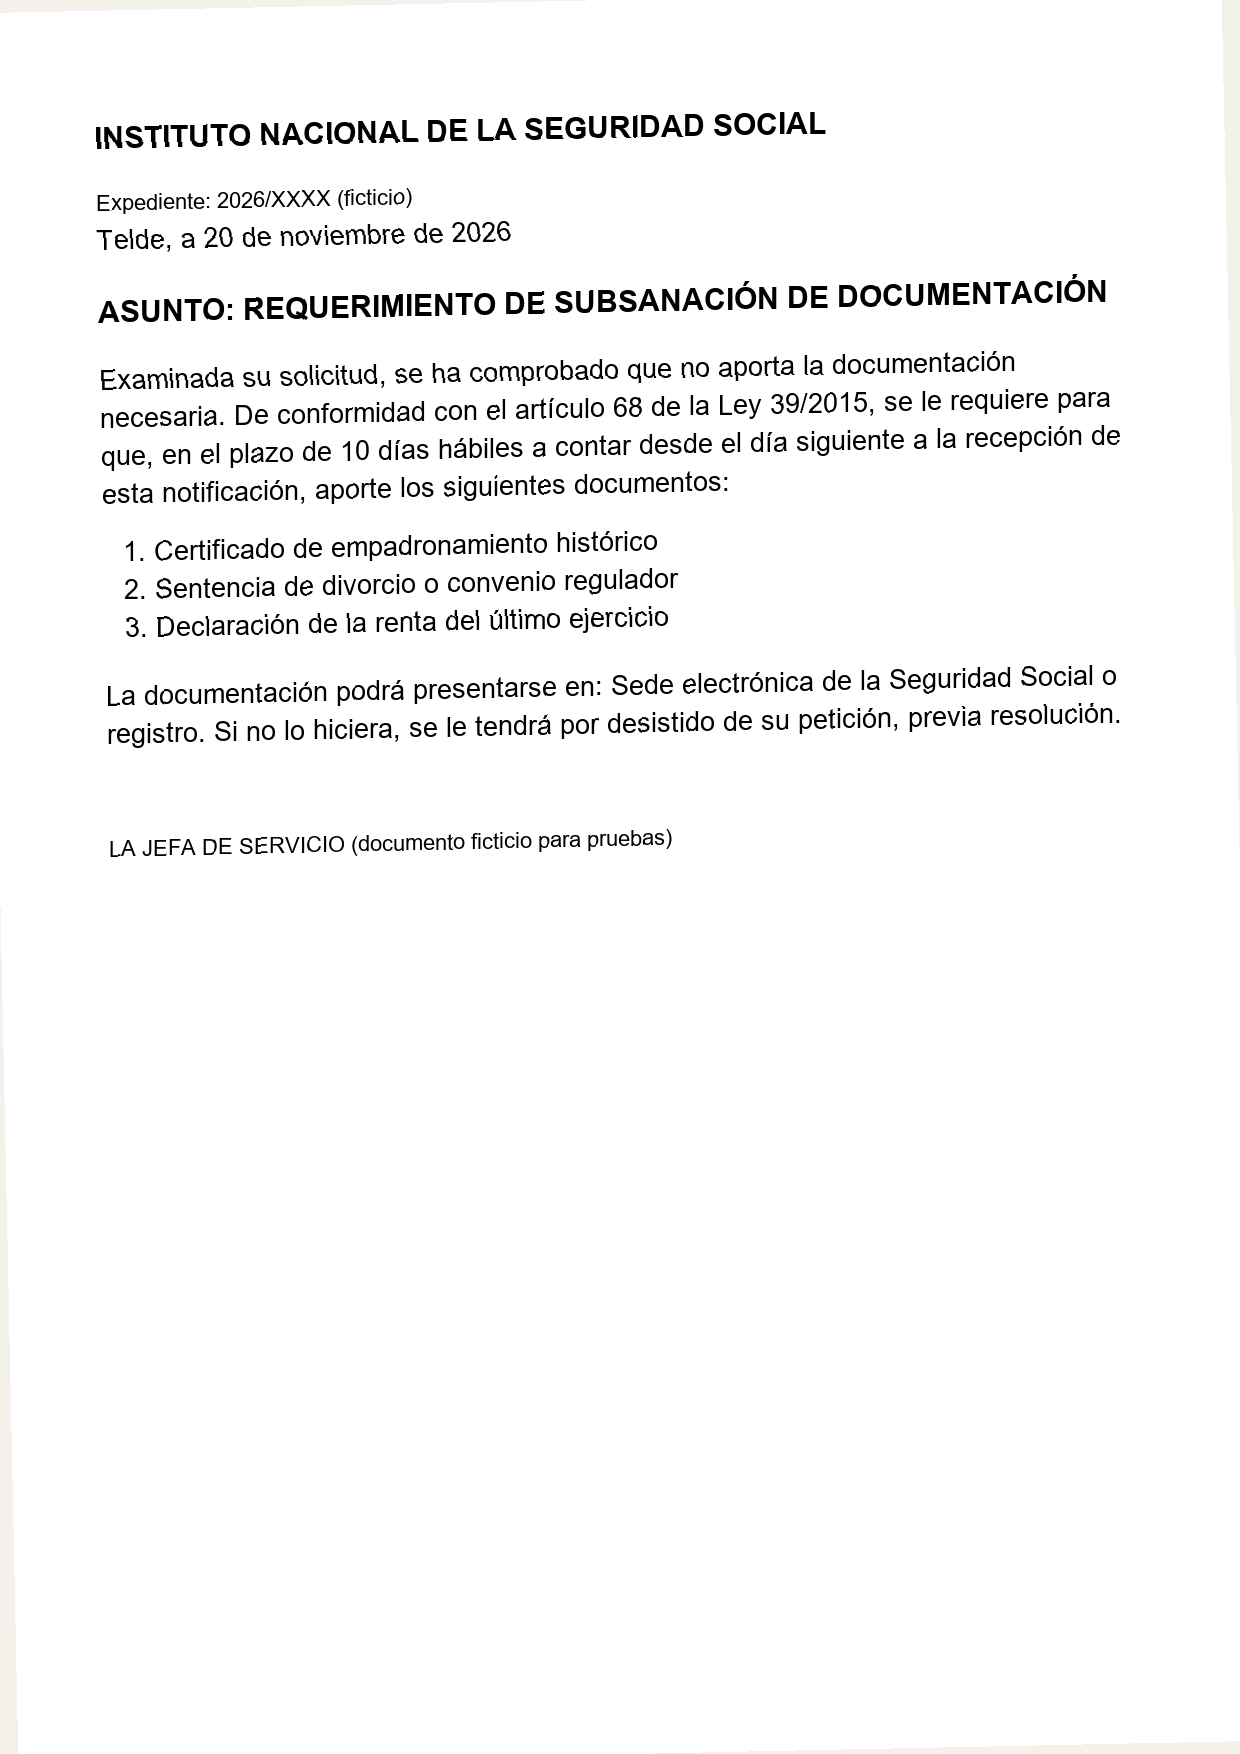 INSTITUTO NACIONAL DE LA SEGURIDAD SOCIAL
Expediente: 2026/XXXX (ficticio)
Telde, a 20 de noviembre de 2026
ASUNTO: REQUERIMIENTO DE SUBSANACIÓN DE DOCUMENTACIÓN
Examinada su solicitud, se ha comprobado que no aporta la documentación
necesaria. De conformidad con el artículo 68 de la Ley 39/2015, se le requiere para
que, en el plazo de 10 días hábiles a contar desde el día siguiente a la recepción de
esta notificación, aporte los siguientes documentos:
1. Certificado de empadronamiento histórico
2. Sentencia de divorcio o convenio regulador
3. Declaración de la renta del último ejercicio
La documentación podrá presentarse en: Sede electrónica de la Seguridad Social o
registro. Si no lo hiciera, se le tendrá por desistido de su petición, previa resolución.
LA JEFA DE SERVICIO (documento ficticio para pruebas)